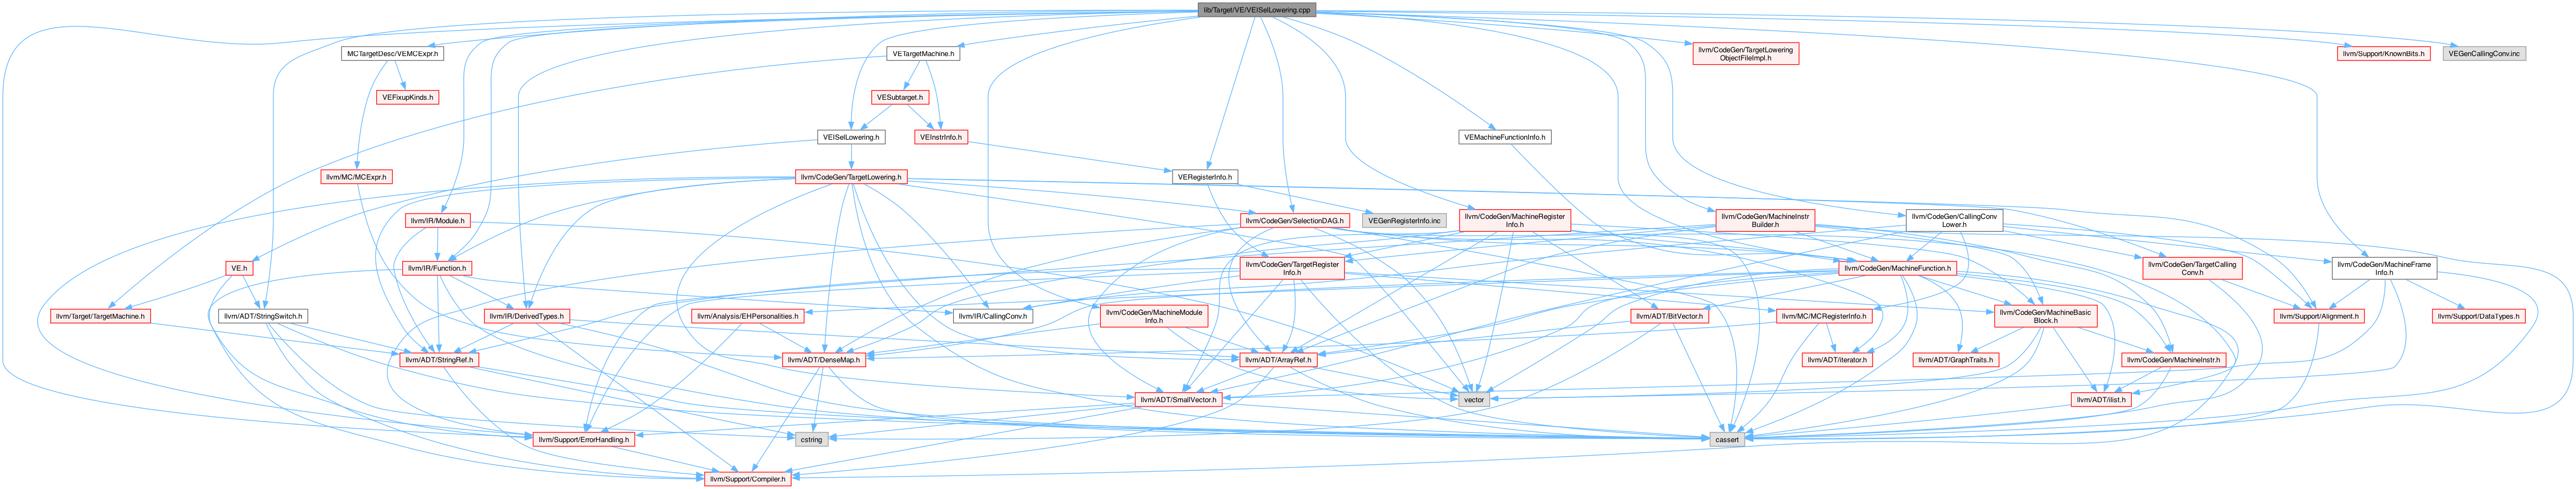 lib/Target/VE/VEISelLowering.cpp
MCTargetDesc/VEMCExpr.h
VETargetMachine.h
llvm/CodeGen/TargetLowering
ObjectFileImpl.h
llvm/Support/KnownBits.h
VEGenCallingConv.inc
VEFixupKinds.h
VESubtarget.h
VEISelLowering.h
VEInstrInfo.h
VEMachineFunctionInfo.h
llvm/MC/MCExpr.h
llvm/CodeGen/TargetLowering.h
VERegisterInfo.h
llvm/IR/Module.h
VEGenRegisterInfo.inc
llvm/CodeGen/SelectionDAG.h
llvm/CodeGen/MachineRegister
Info.h
llvm/CodeGen/MachineInstr
Builder.h
llvm/CodeGen/CallingConv
Lower.h
VE.h
llvm/IR/Function.h
llvm/CodeGen/TargetRegister
Info.h
llvm/CodeGen/MachineFunction.h
llvm/CodeGen/TargetCalling
Conv.h
llvm/CodeGen/MachineFrame
Info.h
llvm/Target/TargetMachine.h
llvm/ADT/StringSwitch.h
llvm/IR/DerivedTypes.h
llvm/Analysis/EHPersonalities.h
llvm/IR/CallingConv.h
llvm/CodeGen/MachineModule
Info.h
llvm/ADT/BitVector.h
llvm/MC/MCRegisterInfo.h
llvm/CodeGen/MachineBasic
Block.h
llvm/Support/Alignment.h
llvm/Support/DataTypes.h
llvm/ADT/StringRef.h
llvm/ADT/DenseMap.h
llvm/ADT/ArrayRef.h
llvm/ADT/iterator.h
llvm/ADT/GraphTraits.h
llvm/CodeGen/MachineInstr.h
llvm/ADT/SmallVector.h
vector
llvm/ADT/ilist.h
llvm/Support/ErrorHandling.h
cstring
cassert
llvm/Support/Compiler.h